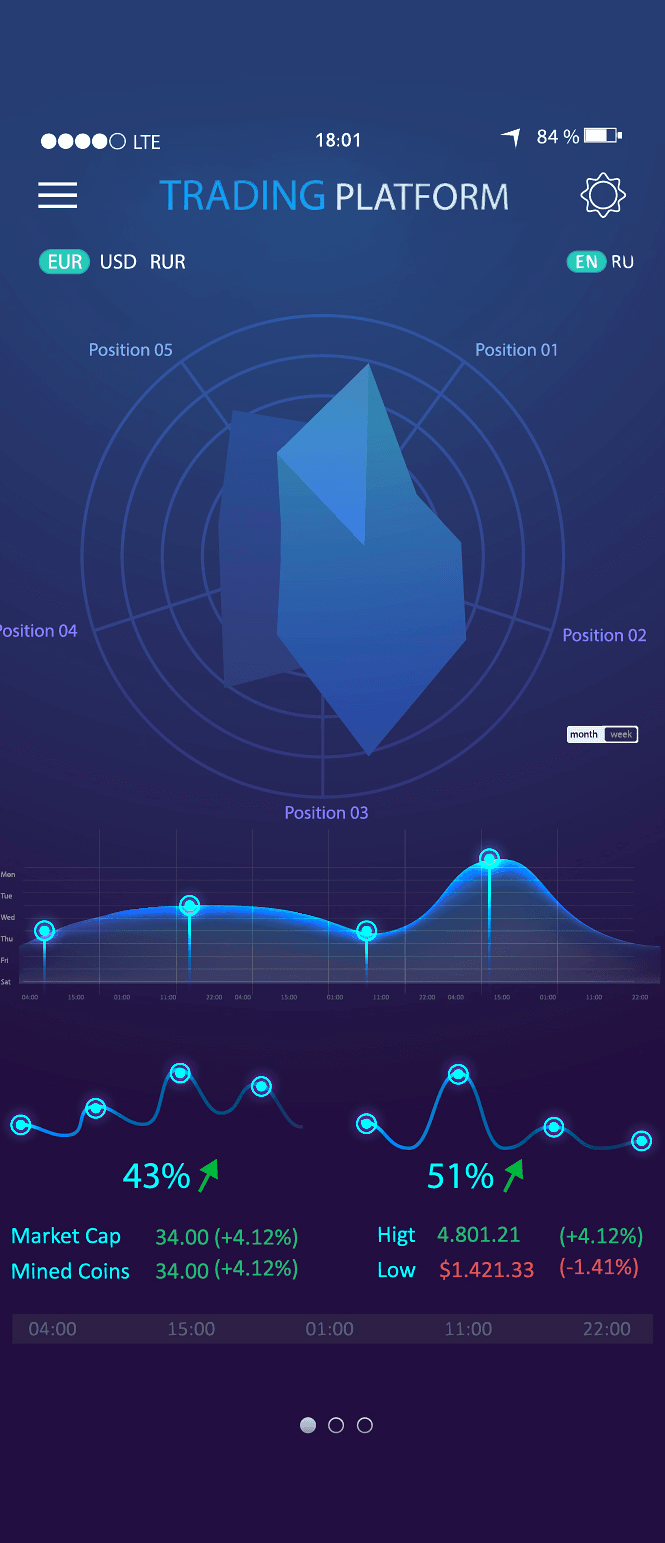 LTE 18:01 84 %
TRADING PLATFORM
EUR USD RUR EN RU
Position 05 Position 01
Position 04 Position 02
month week
Position 03
Mon
Tue
Wed
Thu
Fri
Sat
04:00 15:00 01:00 11:00 22:00 04:00 15:00 01:00 11:00 22:00 04:00 15:00 01:00 11:00 22:00
43% 51%
Market Cap 34.00 (+4.12%) Higt 4.801.21 (+4.12%)
Mined Coins 34.00 (+4.12%) Low $1.421.33 (-1.41%)
04:00 15:00 01:00 11:00 22:00